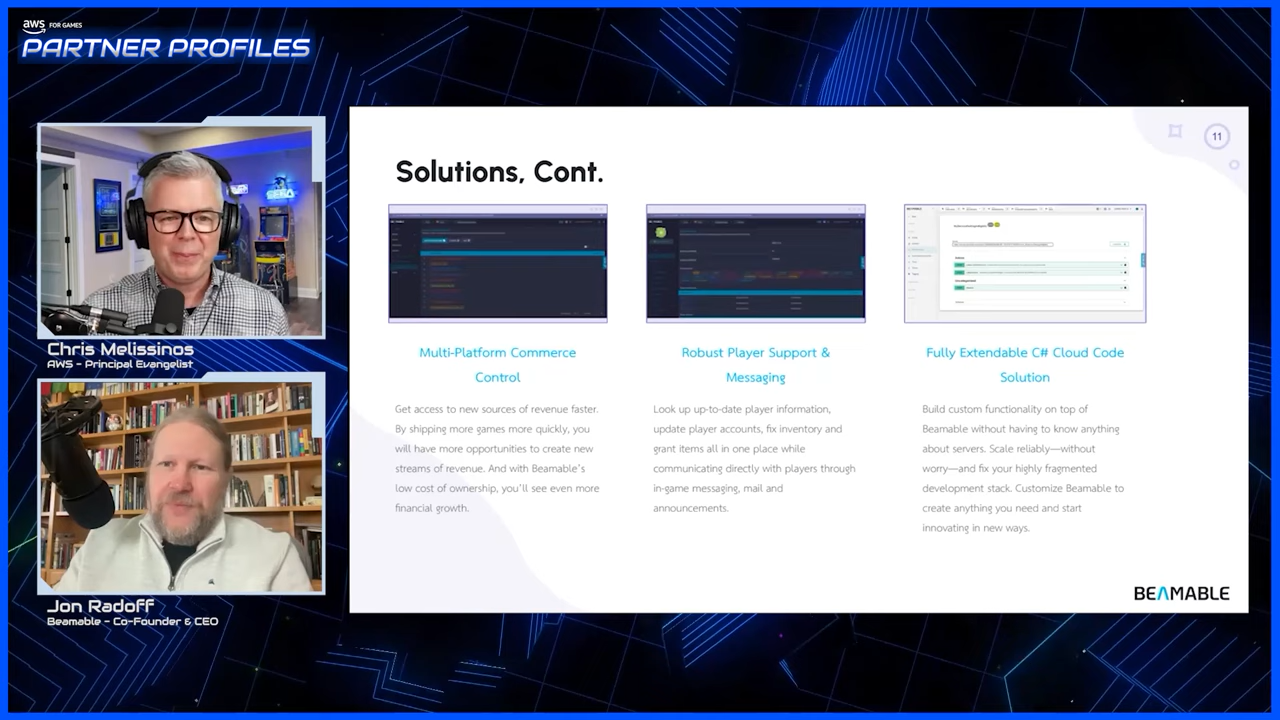 aws FOR GAMES
PARTNER PROFILES
SEGA
Chris Melissinos
AWS - Principal Evangelist
Jon Radoff
Beamable - Co-Founder & CEO
11
Solutions, Cont.
Multi-Platform Commerce
Control
Get access to new sources of revenue faster.
By shipping more games more quickly, you
will have more opportunities to create new
streams of revenue. And with Beamable's
low cost of ownership, you'll see even more
financial growth.
Robust Player Support &
Messaging
Look up up-to-date player information,
update player accounts, fix inventory and
grant items all in one place while
communicating directly with players through
in-game messaging, mail and
announcements.
Fully Extendable C# Cloud Code
Solution
Build custom functionality on top of
Beamable without having to know anything
about servers. Scale reliably—without
worry—and fix your highly fragmented
development stack. Customize Beamable to
create anything you need and start
innovating in new ways.
BEAMABLE